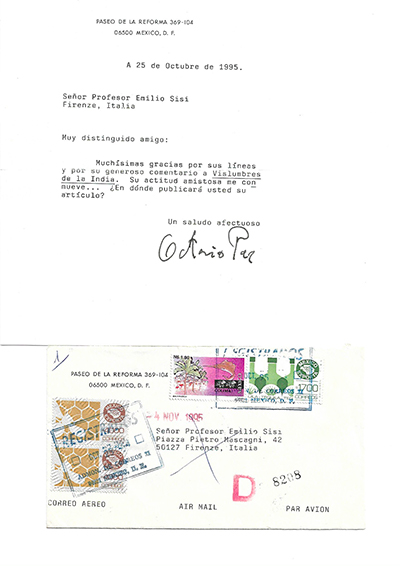 PASEO DE LA REFORMA 369-104
06500 MEXICO, D. F.
A 25 de Octubre de 1995.
Señor Profesor Emilio Sisi
Firenze, Italia
Muy distinguido amigo:
Muchísimas gracias por sus líneas
y por su generoso comentario a Vislumbres
de la India. Su actitud amistosa me con
mueve... ¿En dónde publicará usted su
artículo?
Un saludo afectuoso
Octavio Paz
1
PASEO DE LA REFORMA 369-104
06500 MEXICO, D. F.
1700
REGISTRADOS
MEXICO, D. F.
- 4 NOV 1995
Señor Profesor Emilio Sisi
Piazza Pietro Mascagni, 42
50127 Firenze, Italia
D
8208
CORREO AEREO
AIR MAIL
PAR AVION